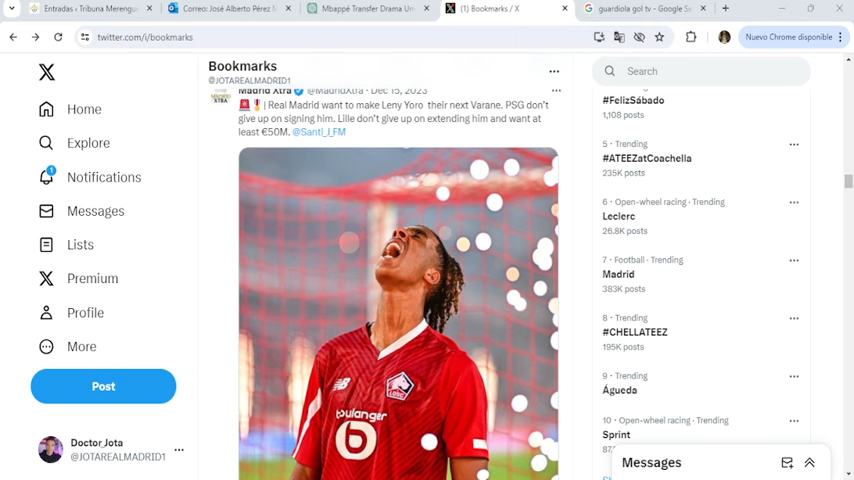 Entradas ‹ Tribuna Merengue
Correo: José Alberto Pérez M
Mbappé Transfer Drama Un
(1) Bookmarks / X
guardiola gol tv - Google Se
twitter.com/i/bookmarks
Nuevo Chrome disponible
Home
Explore
1
Notifications
Messages
Lists
Premium
Profile
More
Post
Doctor_Jota
@JOTAREALMADRID1
Bookmarks
@JOTAREALMADRID1
Madrid Xtra @MadridXtra · Dec 15, 2023
| Real Madrid want to make Leny Yoro their next Varane. PSG don't
give up on signing him. Lille don't give up on extending him and want at
least €50M. @Santi_J_FM
LOSC
boulanger
Search
#FelizSábado
1,108 posts
5 · Trending
#ATEEZatCoachella
235K posts
6 · Open-wheel racing · Trending
Leclerc
26.8K posts
7 · Football · Trending
Madrid
383K posts
8 · Trending
#CHELLATEEZ
195K posts
9 · Trending
Águeda
10 · Open-wheel racing · Trending
Sprint
Messages